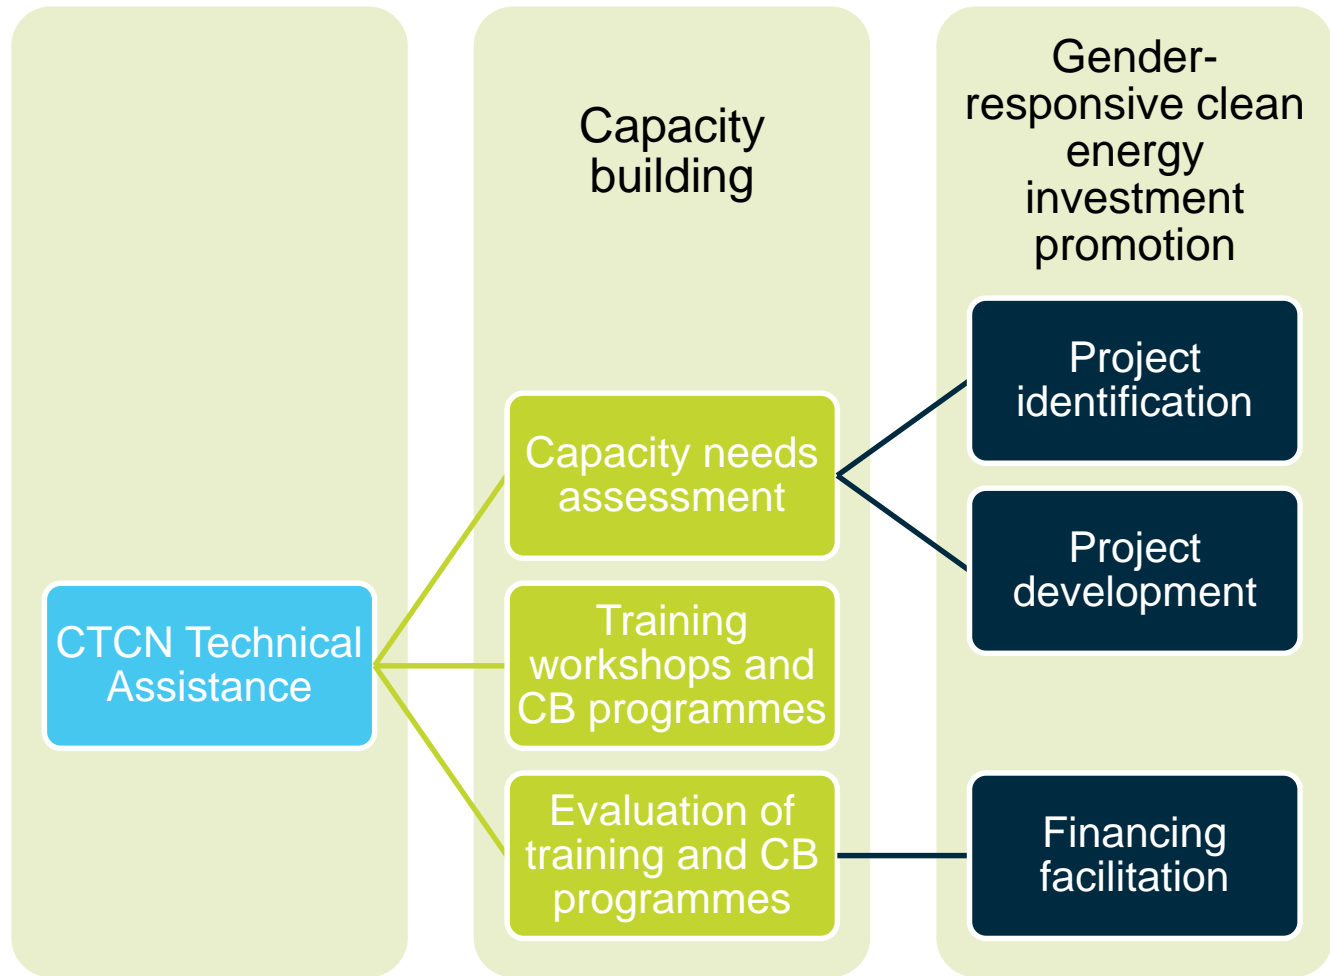 Capacity
building
Gender-
responsive clean
energy
investment
promotion
CTCN Technical
Assistance
Capacity needs
assessment
Training
workshops and
CB programmes
Evaluation of
training and CB
programmes
Project
identification
Project
development
Financing
facilitation